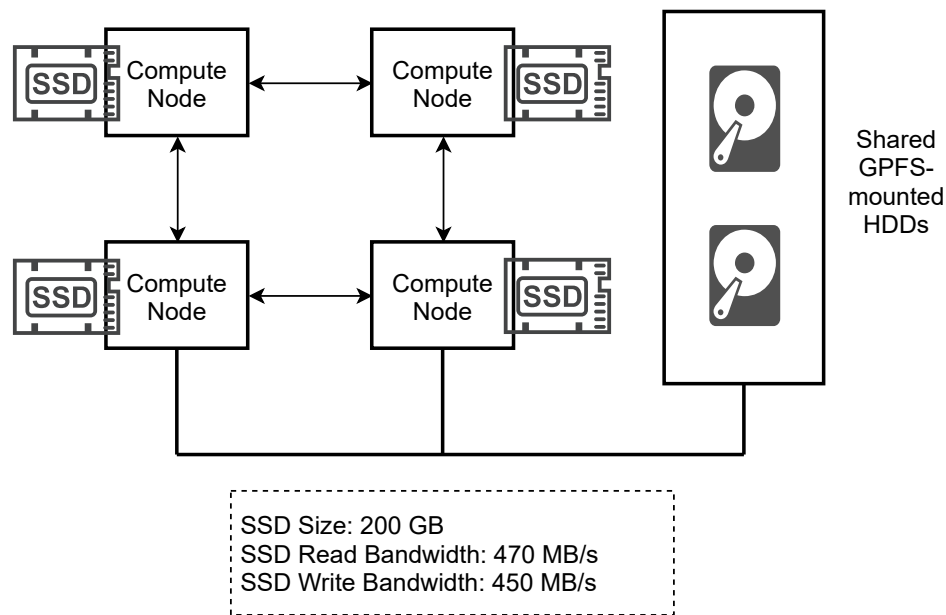 SSD
Compute
Node
Compute
Node
SSD
Shared
GPFS-
mounted
HDDs
SSD
Compute
Node
Compute
Node
SSD
SSD Size: 200 GB
SSD Read Bandwidth: 470 MB/s
SSD Write Bandwidth: 450 MB/s